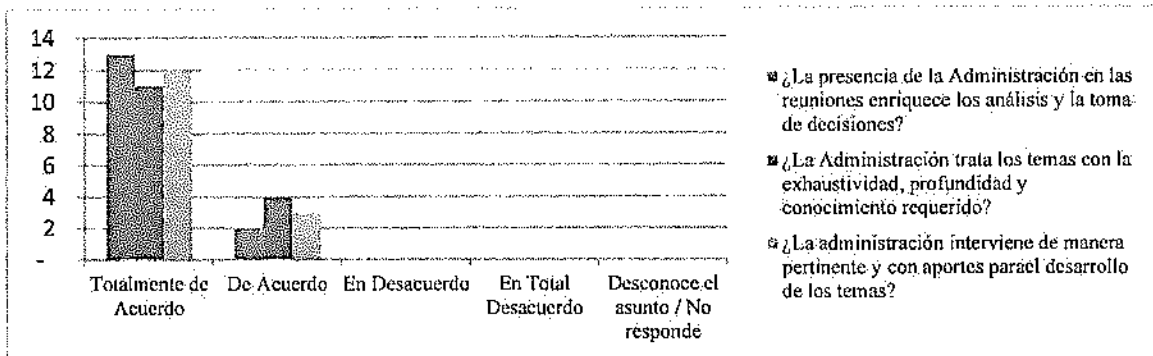 14
12
10
8
6
4
2
-
Totalmente de
Acuerdo
De Acuerdo
En Desacuerdo
En Total
Desacuerdo
Desconoce el
asunto / No
responde
¿La presencia de la Administración en las
reuniones enriquece los análisis y la toma
de decisiones?
¿La Administración trata los temas con la
exhaustividad, profundidad y
conocimiento requerido?
¿La administración interviene de manera
pertinente y con aportes parael desarrollo
de los temas?